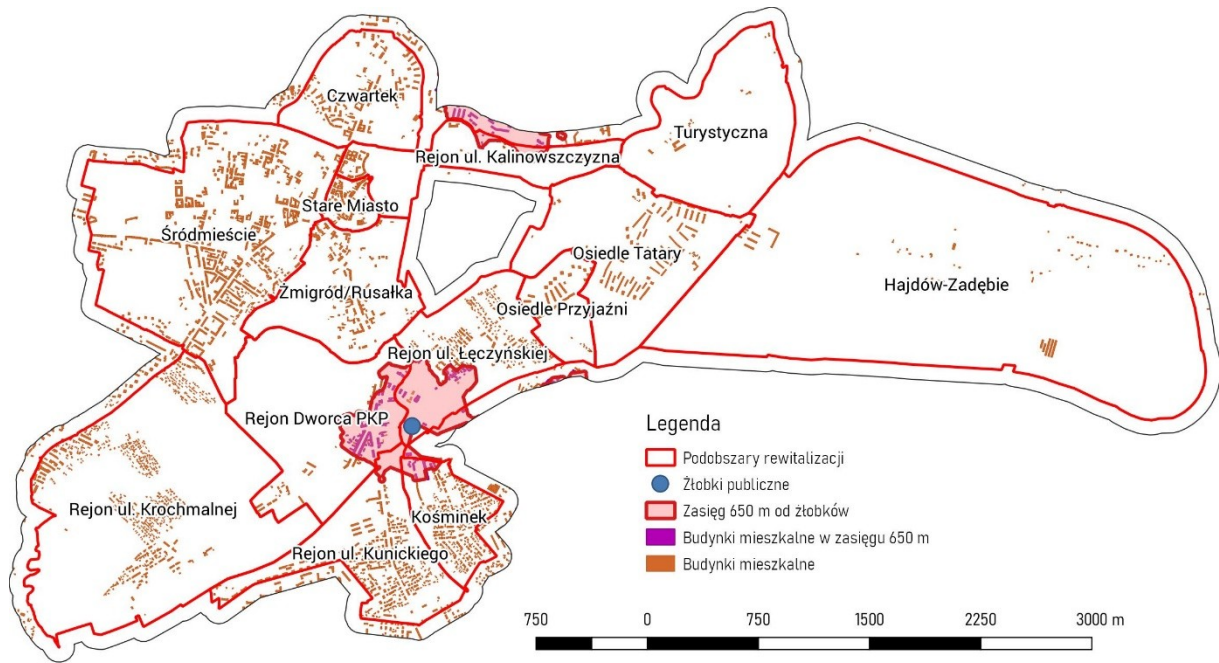 Czwartek
Turystyczna
Rejon ul. Kalinowszczyzna
Stare Miasto
Śródmieście
Osiedle Tatary
Żmigród/Rusałka
Hajdów-Zadębie
Osiedle Przyjaźni
Rejon ul. Łęczyńskiej
Rejon Dworca PKP
Rejon ul. Krochmalnej
Kośminek
Rejon ul. Kunickiego
Legenda
Podobszary rewitalizacji
Żłobki publiczne
Zasięg 650 m od żłobków
Budynki mieszkalne w zasięgu 650 m
Budynki mieszkalne
750 0 750 1500 2250 3000 m